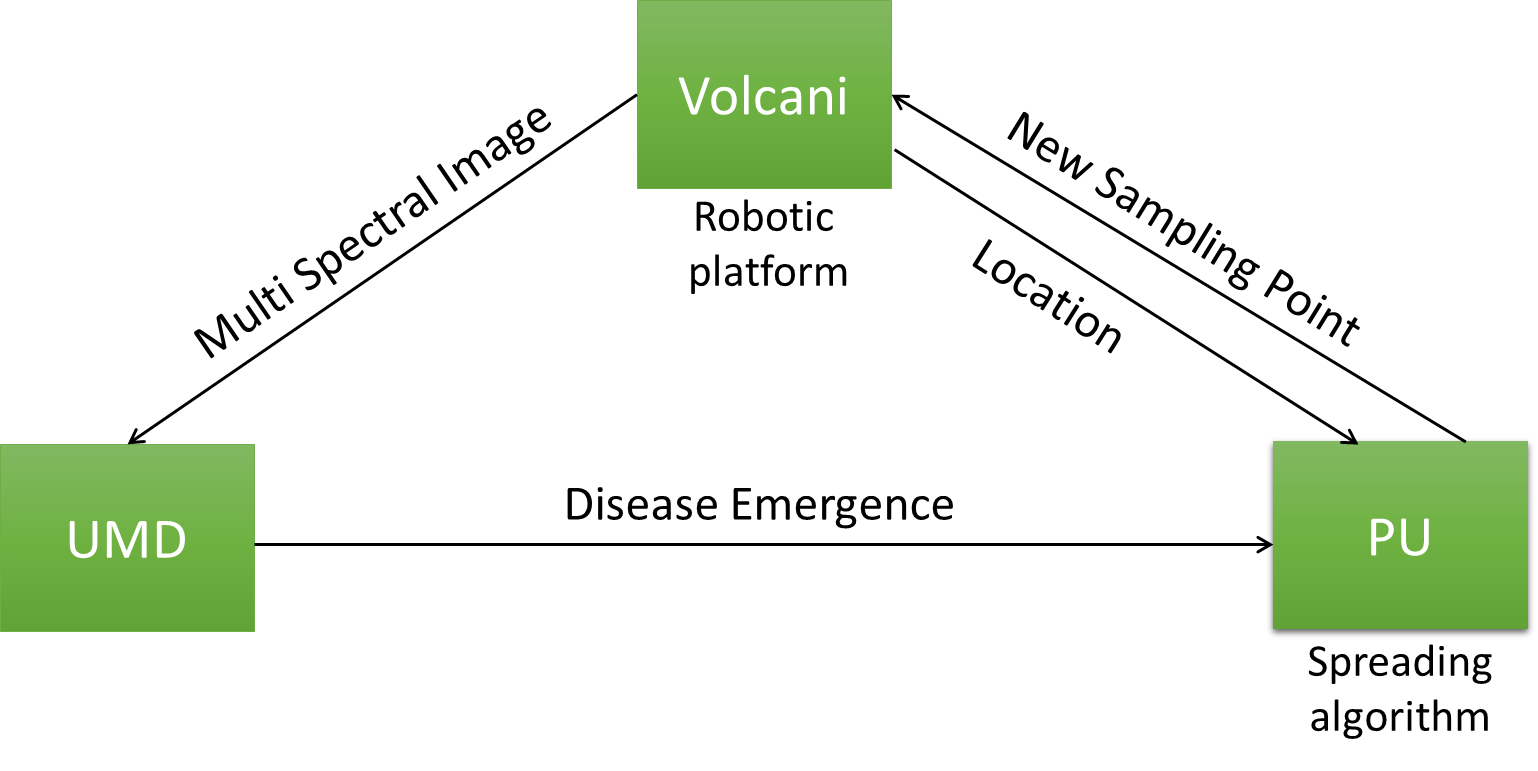 Volcani
Robotic
platform
Multi Spectral Image
New Sampling Point
Location
UMD
Disease Emergence
PU
Spreading
algorithm